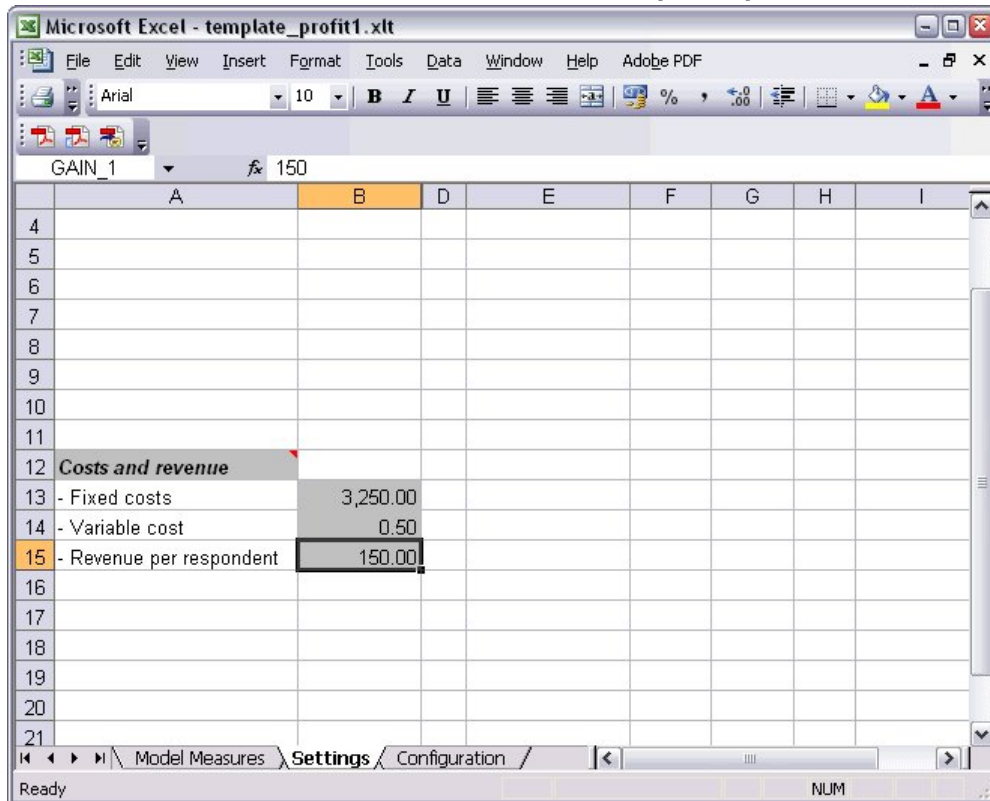 Microsoft Excel - template_profit1.xlt
File Edit View Insert Format Tools Data Window Help Adobe PDF
Arial 10 B I U % , .00
GAIN_1 fx 150
A B D E F G H I
4
5
6
7
8
9
10
11
12 Costs and revenue
13 - Fixed costs 3,250.00
14 - Variable cost 0.50
15 - Revenue per respondent 150.00
16
17
18
19
20
21
Model Measures Settings Configuration
Ready NUM